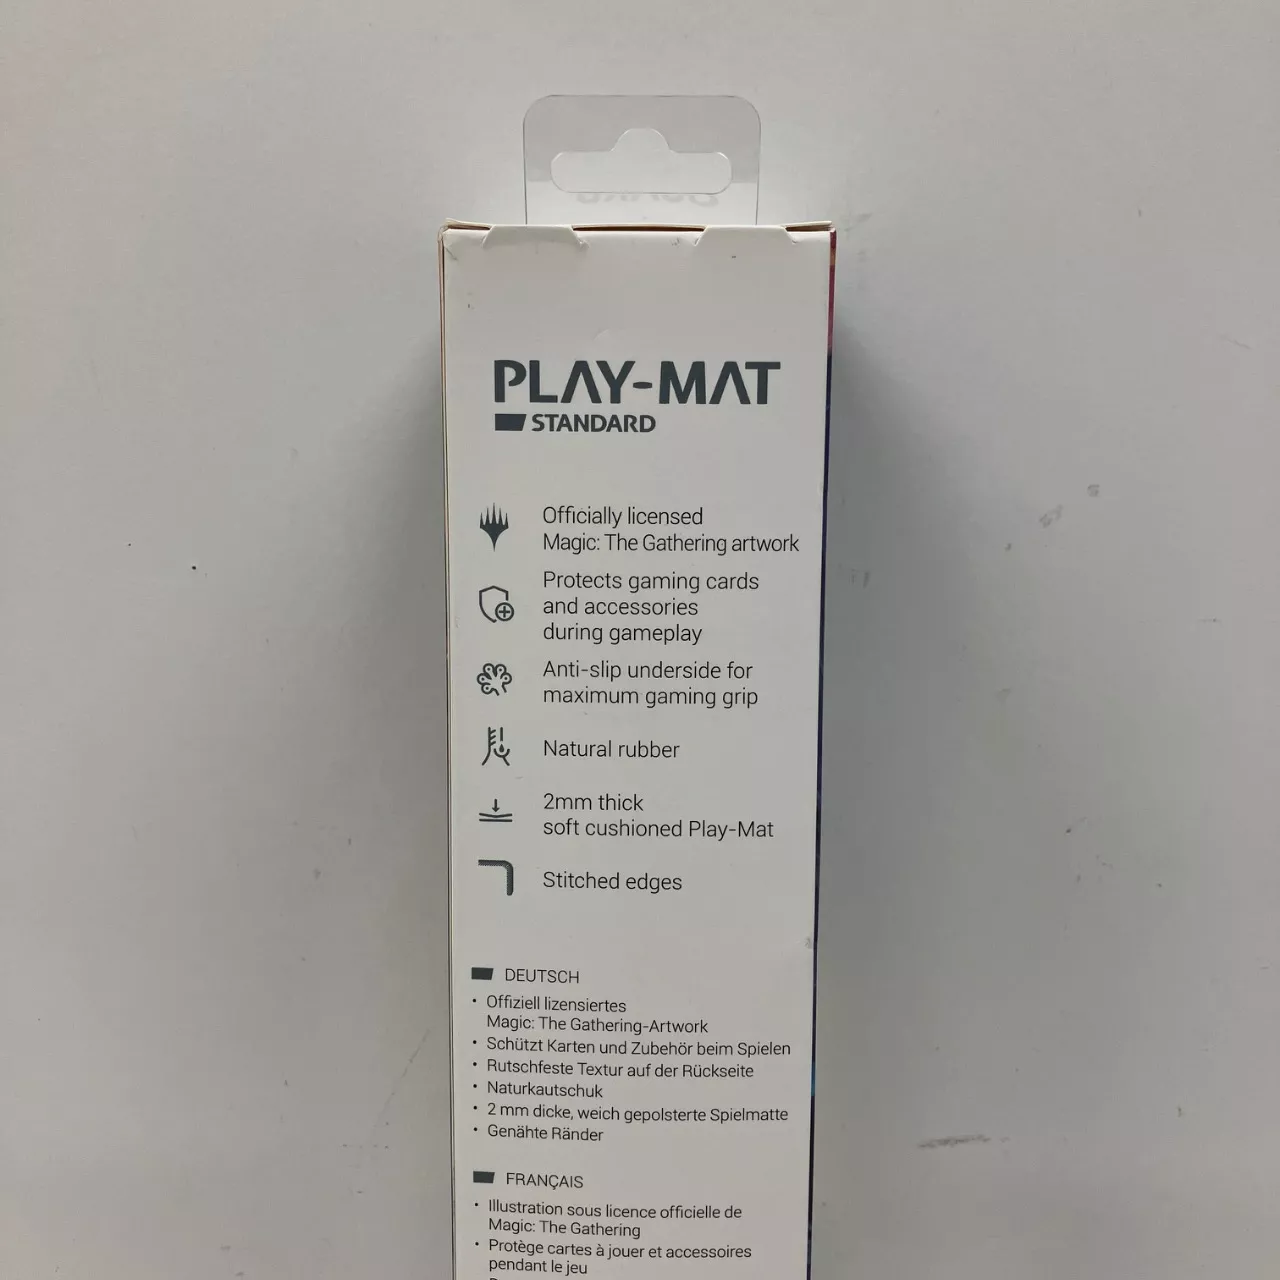 PLAY-MAT
STANDARD
Officially licensed
Magic: The Gathering artwork
Protects gaming cards
and accessories
during gameplay
Anti-slip underside for
maximum gaming grip
Natural rubber
2mm thick
soft cushioned Play-Mat
Stitched edges
DEUTSCH
• Offiziell lizensiertes
Magic: The Gathering-Artwork
• Schützt Karten und Zubehör beim Spielen
• Rutschfeste Textur auf der Rückseite
• Naturkautschuk
• 2 mm dicke, weich gepolsterte Spielmatte
• Genähte Ränder
FRANÇAIS
• Illustration sous licence officielle de
Magic: The Gathering
• Protège cartes à jouer et accessoires
pendant le jeu